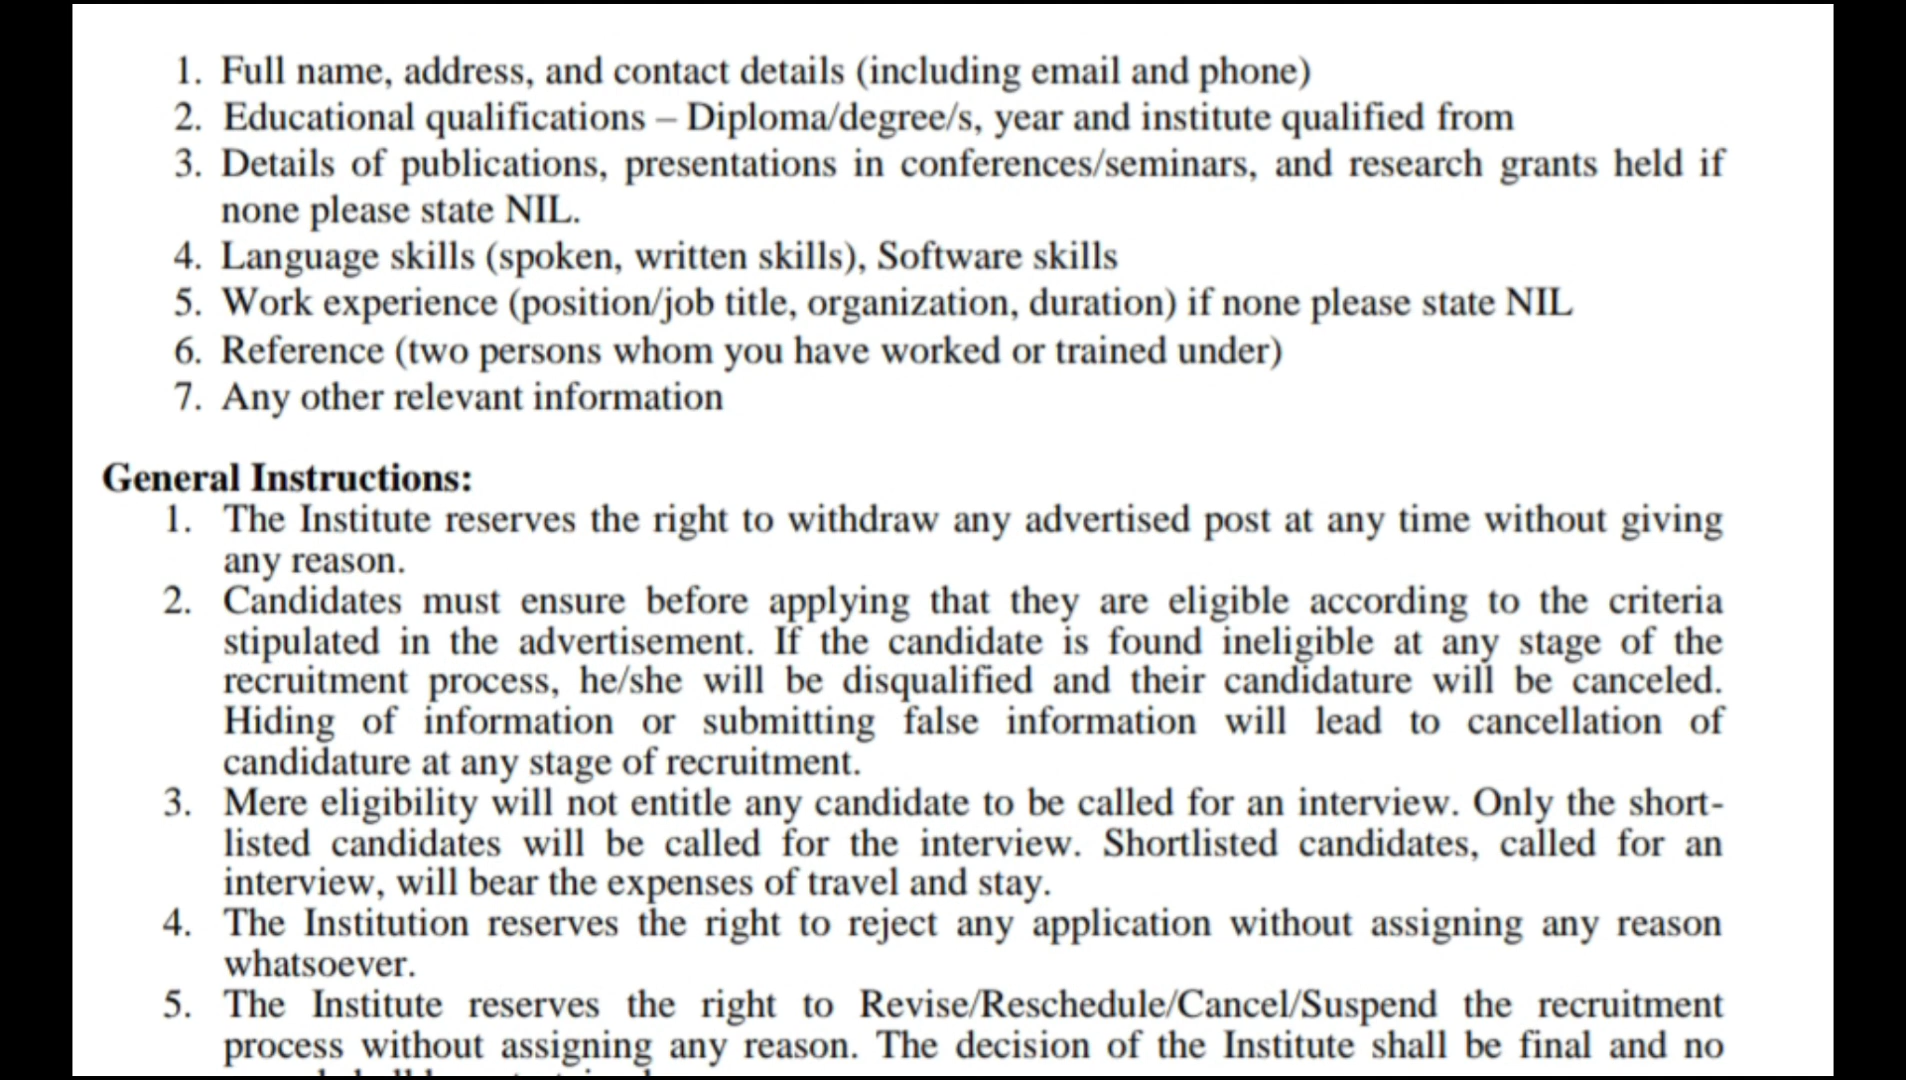 1. Full name, address, and contact details (including email and phone)
2. Educational qualifications – Diploma/degree/s, year and institute qualified from
3. Details of publications, presentations in conferences/seminars, and research grants held if
none please state NIL.
4. Language skills (spoken, written skills), Software skills
5. Work experience (position/job title, organization, duration) if none please state NIL
6. Reference (two persons whom you have worked or trained under)
7. Any other relevant information
General Instructions:
1. The Institute reserves the right to withdraw any advertised post at any time without giving
any reason.
2. Candidates must ensure before applying that they are eligible according to the criteria
stipulated in the advertisement. If the candidate is found ineligible at any stage of the
recruitment process, he/she will be disqualified and their candidature will be canceled.
Hiding of information or submitting false information will lead to cancellation of
candidature at any stage of recruitment.
3. Mere eligibility will not entitle any candidate to be called for an interview. Only the short-
listed candidates will be called for the interview. Shortlisted candidates, called for an
interview, will bear the expenses of travel and stay.
4. The Institution reserves the right to reject any application without assigning any reason
whatsoever.
5. The Institute reserves the right to Revise/Reschedule/Cancel/Suspend the recruitment
process without assigning any reason. The decision of the Institute shall be final and no